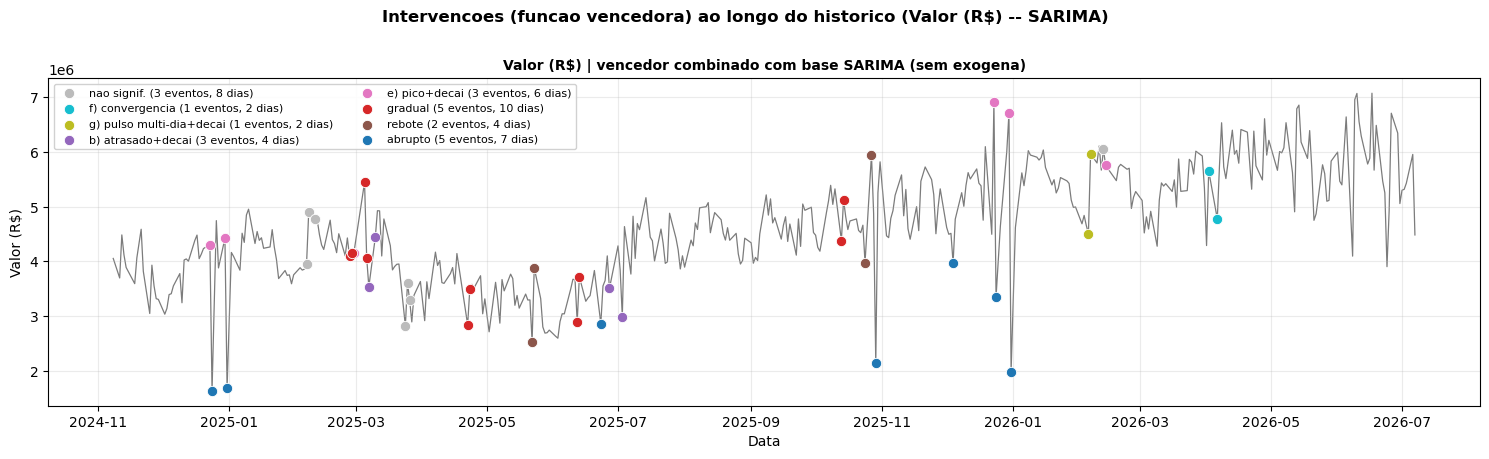 Intervencoes (funcao vencedora) ao longo do historico (Valor (R$) -- SARIMA)
Valor (R$) | vencedor combinado com base SARIMA (sem exogena)
1e6
nao signif. (3 eventos, 8 dias)
f) convergencia (1 eventos, 2 dias)
g) pulso multi-dia+decai (1 eventos, 2 dias)
b) atrasado+decai (3 eventos, 4 dias)
e) pico+decai (3 eventos, 6 dias)
gradual (5 eventos, 10 dias)
rebote (2 eventos, 4 dias)
abrupto (5 eventos, 7 dias)
7
6
5
4
3
2
Valor (R$)
2024-11
2025-01
2025-03
2025-05
2025-07
2025-09
2025-11
2026-01
2026-03
2026-05
2026-07
Data